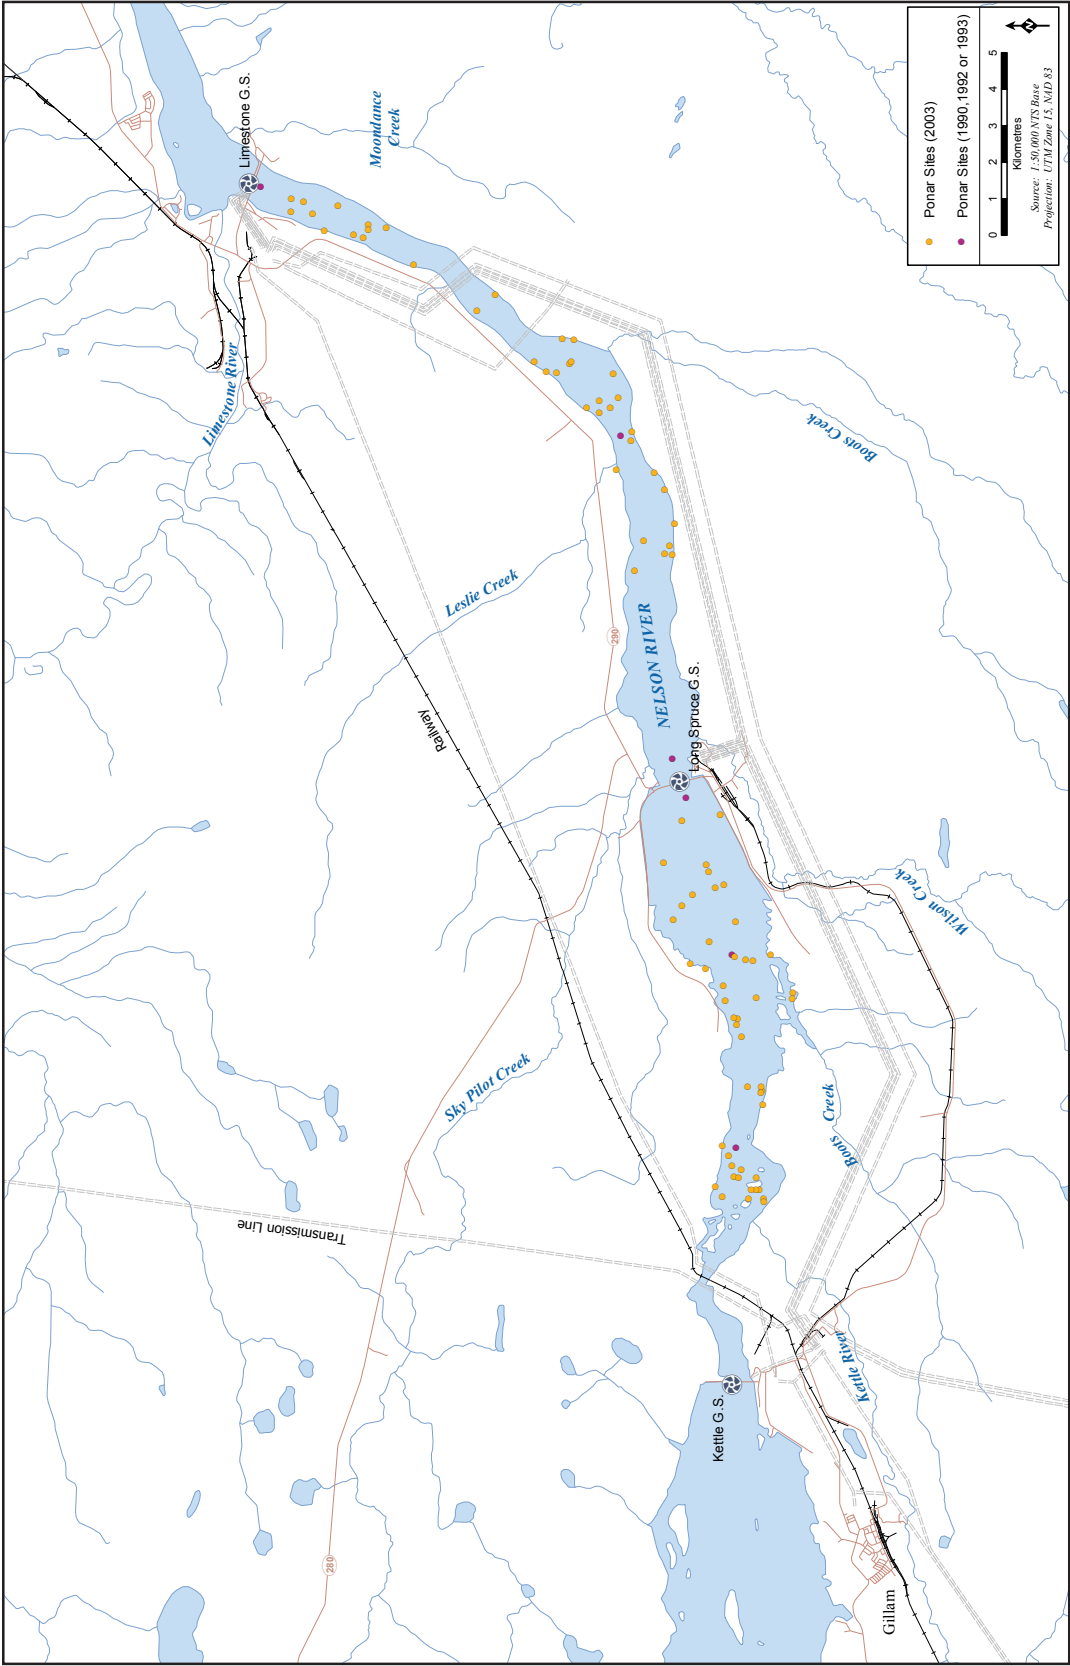 Limestone G.S.
Moondance
Creek
Limestone River
Boots Creek
Leslie Creek
290
NELSON RIVER
Railway
Long Spruce G.S.
Wilson Creek
Sky Pilot Creek
Boots Creek
Transmission Line
Kettle G.S.
Kettle River
280
Gillam
Ponar Sites (2003)
Ponar Sites (1990,1992 or 1993)
0 1 2 3 4 5
Kilometres
N
Source: 1:50,000 NTS Base
Projection: UTM Zone 15, NAD 83